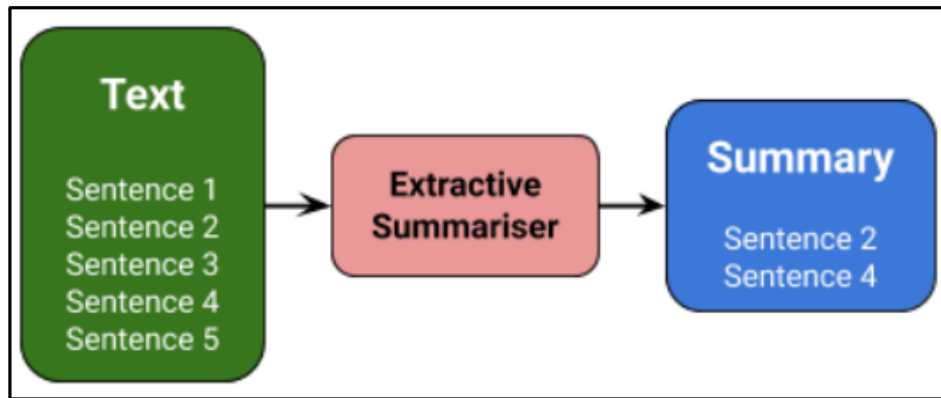 Text
Sentence 1
Sentence 2
Sentence 3
Sentence 4
Sentence 5
Extractive
Summariser
Summary
Sentence 2
Sentence 4